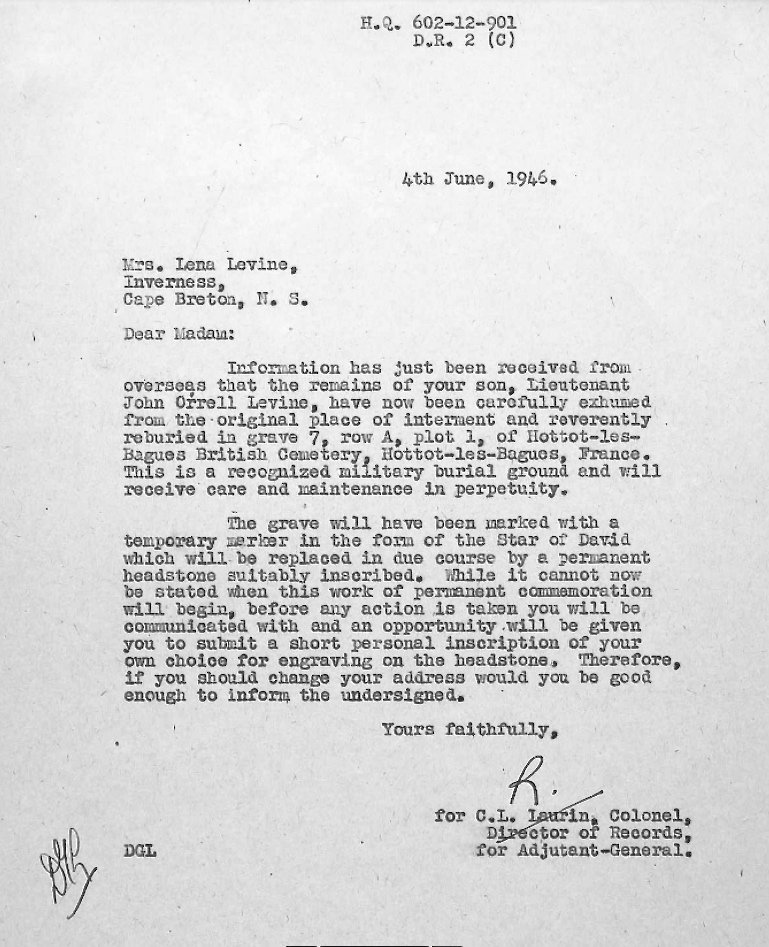 H.Q. 602-12-901
D.R. 2 (C)
4th June, 1946.
Mrs. Lena Levine,
Inverness,
Cape Breton, N. S.
Dear Madam:
Information has just been received from
overseas that the remains of your son, Lieutenant
John Orrell Levine, have now been carefully exhumed
from the original place of interment and reverently
reburied in grave 7, row A, plot 1, of Hottot-les-
Bagues British Cemetery, Hottot-les-Bagues, France.
This is a recognized military burial ground and will
receive care and maintenance in perpetuity.
The grave will have been marked with a
temporary marker in the form of the Star of David
which will be replaced in due course by a permanent
headstone suitably inscribed. While it cannot now
be stated when this work of permanent commemoration
will begin, before any action is taken you will be
communicated with and an opportunity will be given
you to submit a short personal inscription of your
own choice for engraving on the headstone. Therefore,
if you should change your address would you be good
enough to inform the undersigned.
Yours faithfully,
R.
for C.L. Laurin, Colonel,
Director of Records,
for Adjutant-General.
DGL